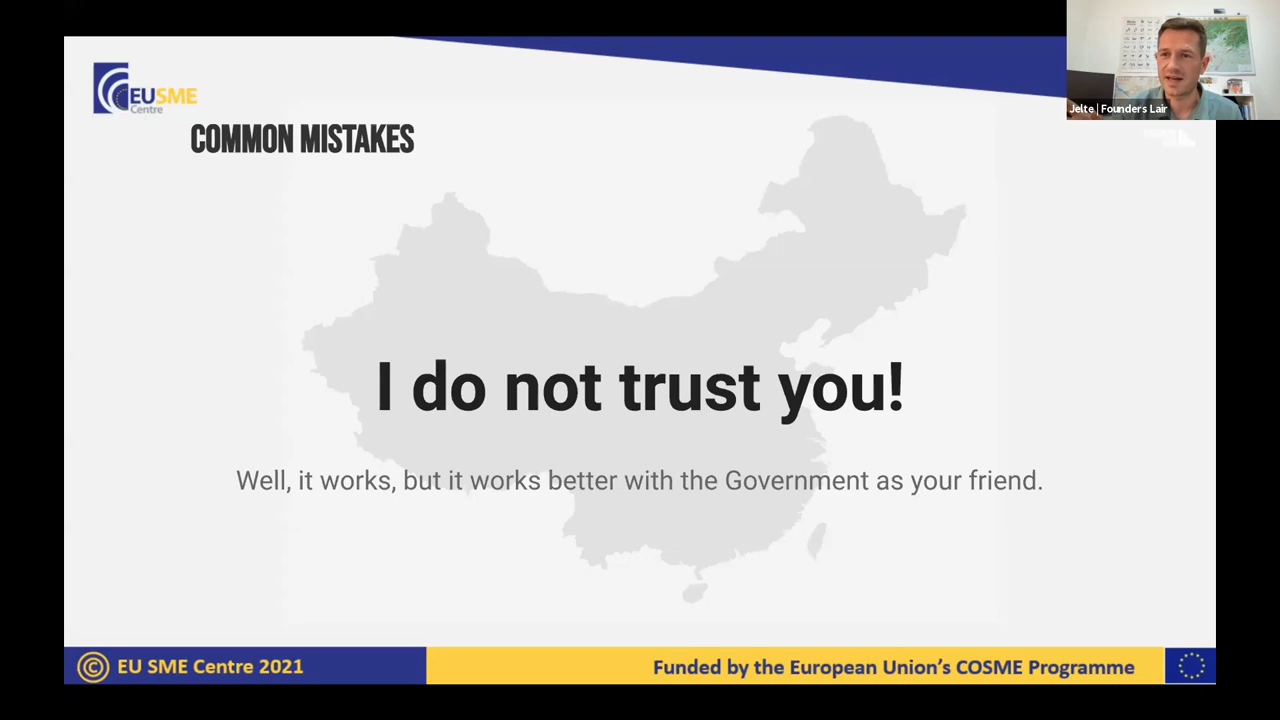 EUSME
Centre
COMMON MISTAKES
Jelte | Founders Lair
I do not trust you!
Well, it works, but it works better with the Government as your friend.
© EU SME Centre 2021
Funded by the European Union's COSME Programme